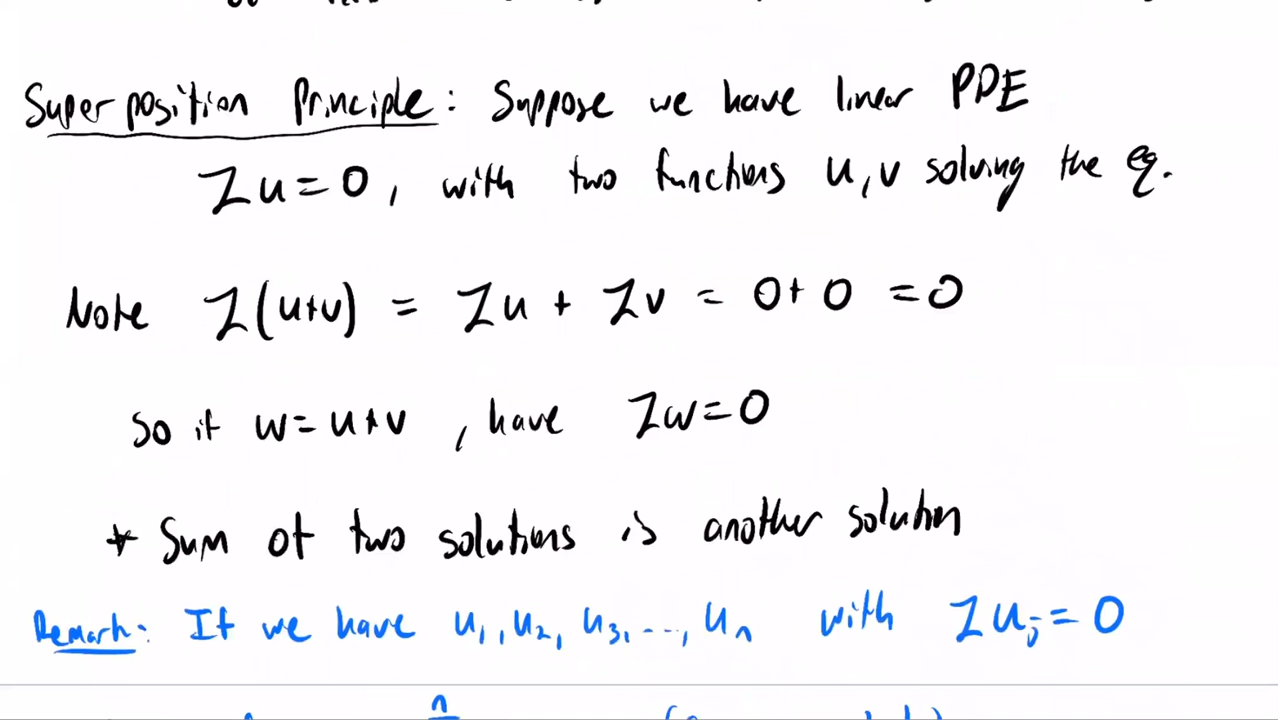 Superposition Principle: Suppose we have linear PDE
ℒu=0, with two functions u,v solving the eq.
Note ℒ(u+v) = ℒu + ℒv = 0+0 =0
So if w=u+v, have ℒw=0
* Sum of two solutions is another solution
Remark: If we have u₁,u₂,u₃,...,uₙ with ℒuⱼ=0
n